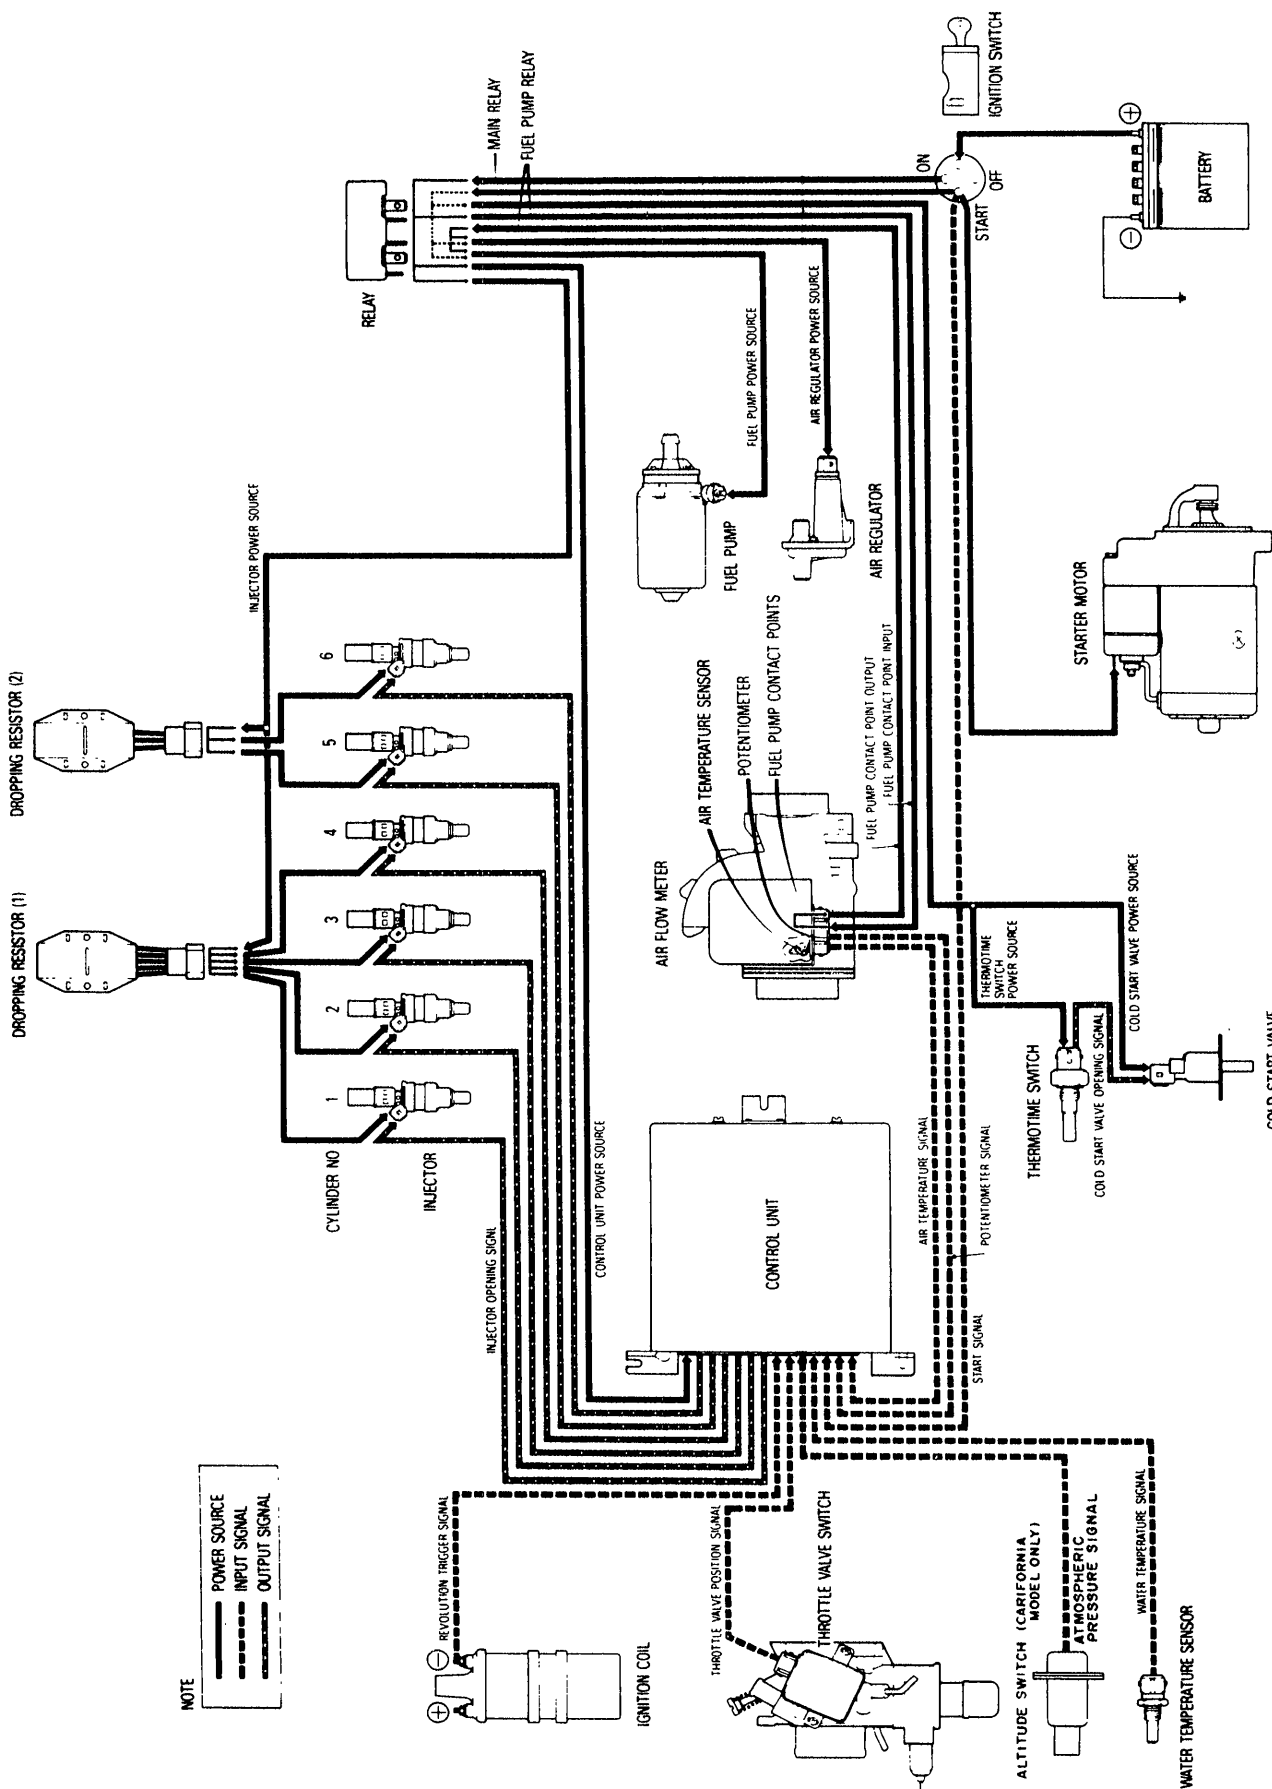 NOTE
POWER SOURCE
INPUT SIGNAL
OUTPUT SIGNAL
DROPPING RESISTOR (1)
DROPPING RESISTOR (2)
INJECTOR POWER SOURCE
RELAY
MAIN RELAY
FUEL PUMP RELAY
CYLINDER NO
1
2
3
4
5
6
INJECTOR
INJECTOR OPENING SIGNL
CONTROL UNIT POWER SOURCE
REVOLUTION TRIGGER SIGNAL
IGNITION COIL
THROTTLE VALVE POSITION SIGNAL
THROTTLE VALVE SWITCH
CONTROL UNIT
AIR FLOW METER
AIR TEMPERATURE SENSOR
POTENTIOMETER
FUEL PUMP CONTACT POINTS
FUEL PUMP
FUEL PUMP POWER SOURCE
AIR REGULATOR
AIR REGULATOR POWER SOURCE
FUEL PUMP CONTACT POINT OUTPUT
FUEL PUMP CONTACT POINT INPUT
AIR TEMPERATURE SIGNAL
POTENTIOMETER SIGNAL
START SIGNAL
IGNITION SWITCH
ON
OFF
START
BATTERY
STARTER MOTOR
THERMOTIME
SWITCH
POWER SOURCE
THERMOTIME SWITCH
COLD START VALVE OPENING SIGNAL
COLD START VALVE POWER SOURCE
COLD START VALVE
ALTITUDE SWITCH (CARIFORNIA
MODEL ONLY)
ATMOSPHERIC
PRESSURE SIGNAL
WATER TEMPERATURE SIGNAL
WATER TEMPERATURE SENSOR